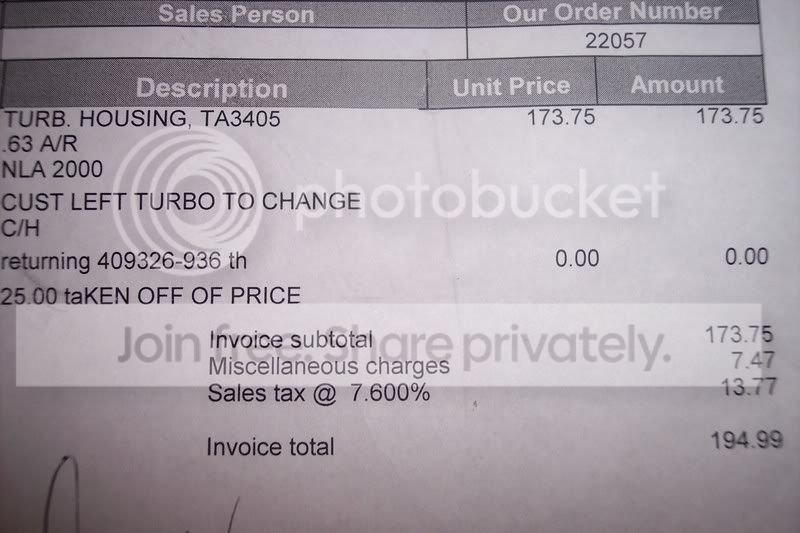 Sales Person Our Order Number
22057
Description Unit Price Amount
TURB. HOUSING, TA3405 173.75 173.75
.63 A/R
NLA 2000
CUST LEFT TURBO TO CHANGE
photobucket
C/H
returning 409326-936 th 0.00 0.00
25.00 taKEN OFF OF PRICE
Invoice subtotal 173.75
Join free. Share privately.
Miscellaneous charges 7.47
Sales tax @ 7.600% 13.77
Invoice total 194.99